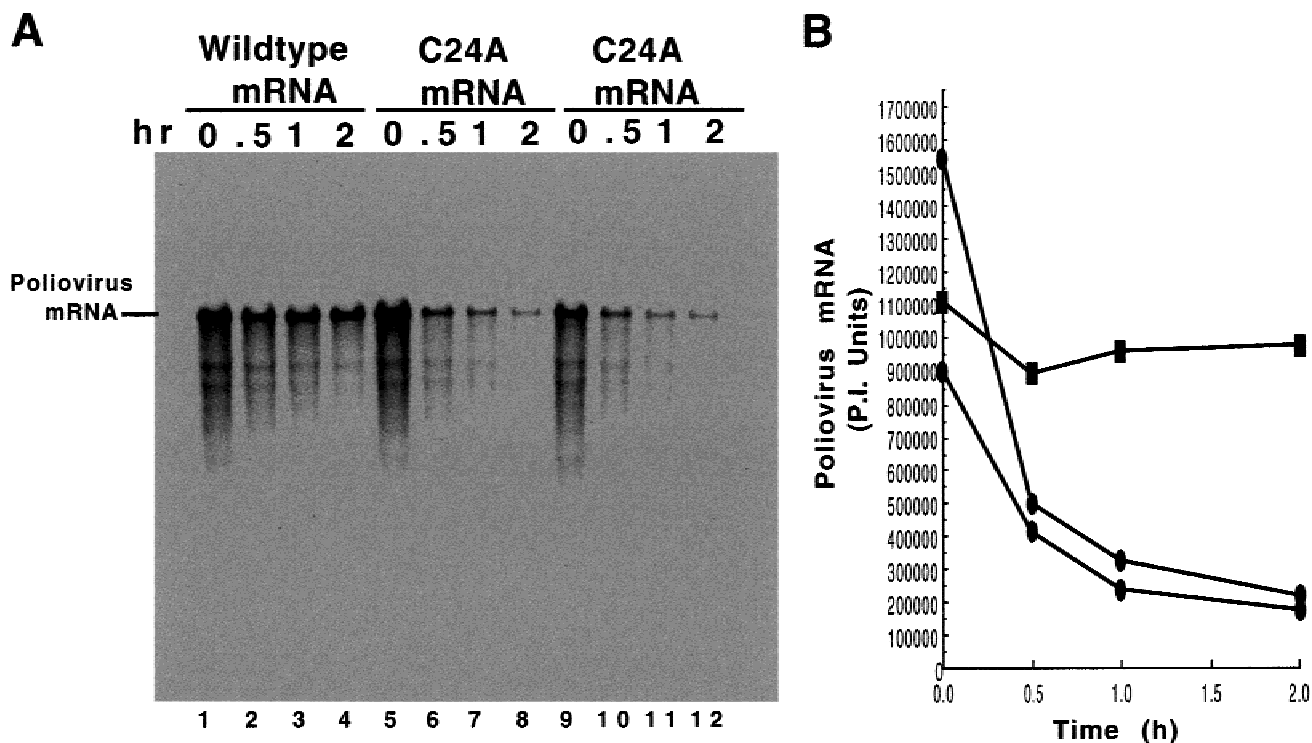 A
Wildtype mRNA
C24A mRNA
C24A mRNA
hr 0 .5 1 2 0 .5 1 2 0 .5 1 2
Poliovirus mRNA
1 2 3 4 5 6 7 8 9 10 11 12
B
Poliovirus mRNA
(P.I. Units)
1700000
1600000
1500000
1400000
1300000
1200000
1100000
1000000
900000
800000
700000
600000
500000
400000
300000
200000
100000
0
0.0 0.5 1.0 1.5 2.0
Time (h)